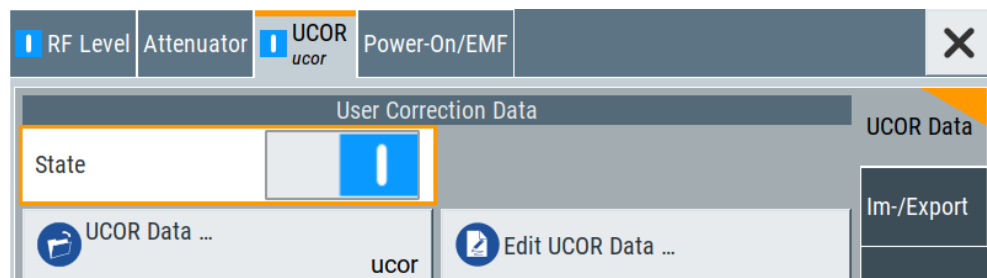 RF Level Attenuator UCOR Power-On/EMF
ucor
User Correction Data
UCOR Data
State
Im-/Export
UCOR Data ...
Edit UCOR Data ...
ucor